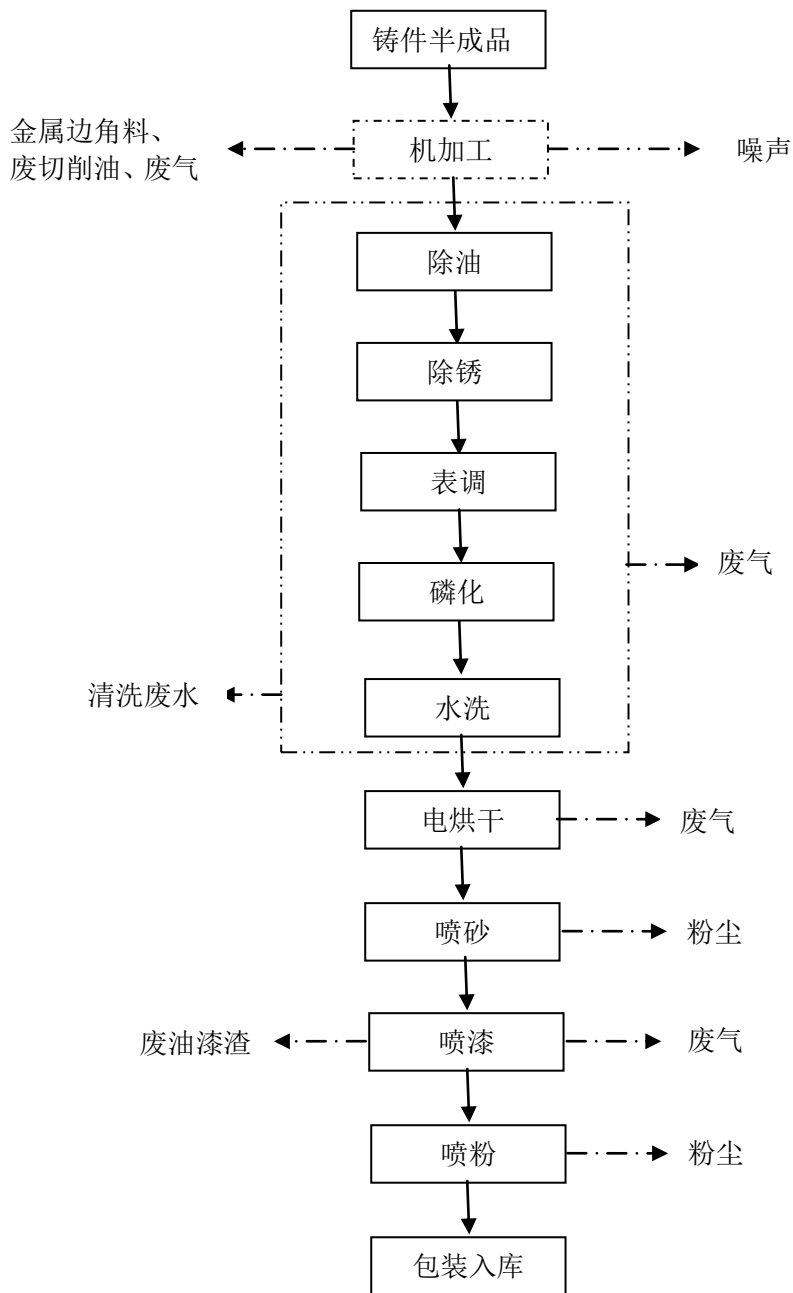 铸件半成品
金属边角料、
废切削油、废气
机加工
噪声
除油
除锈
表调
废气
磷化
清洗废水
水洗
电烘干
废气
喷砂
粉尘
废油漆渣
喷漆
废气
喷粉
粉尘
包装入库